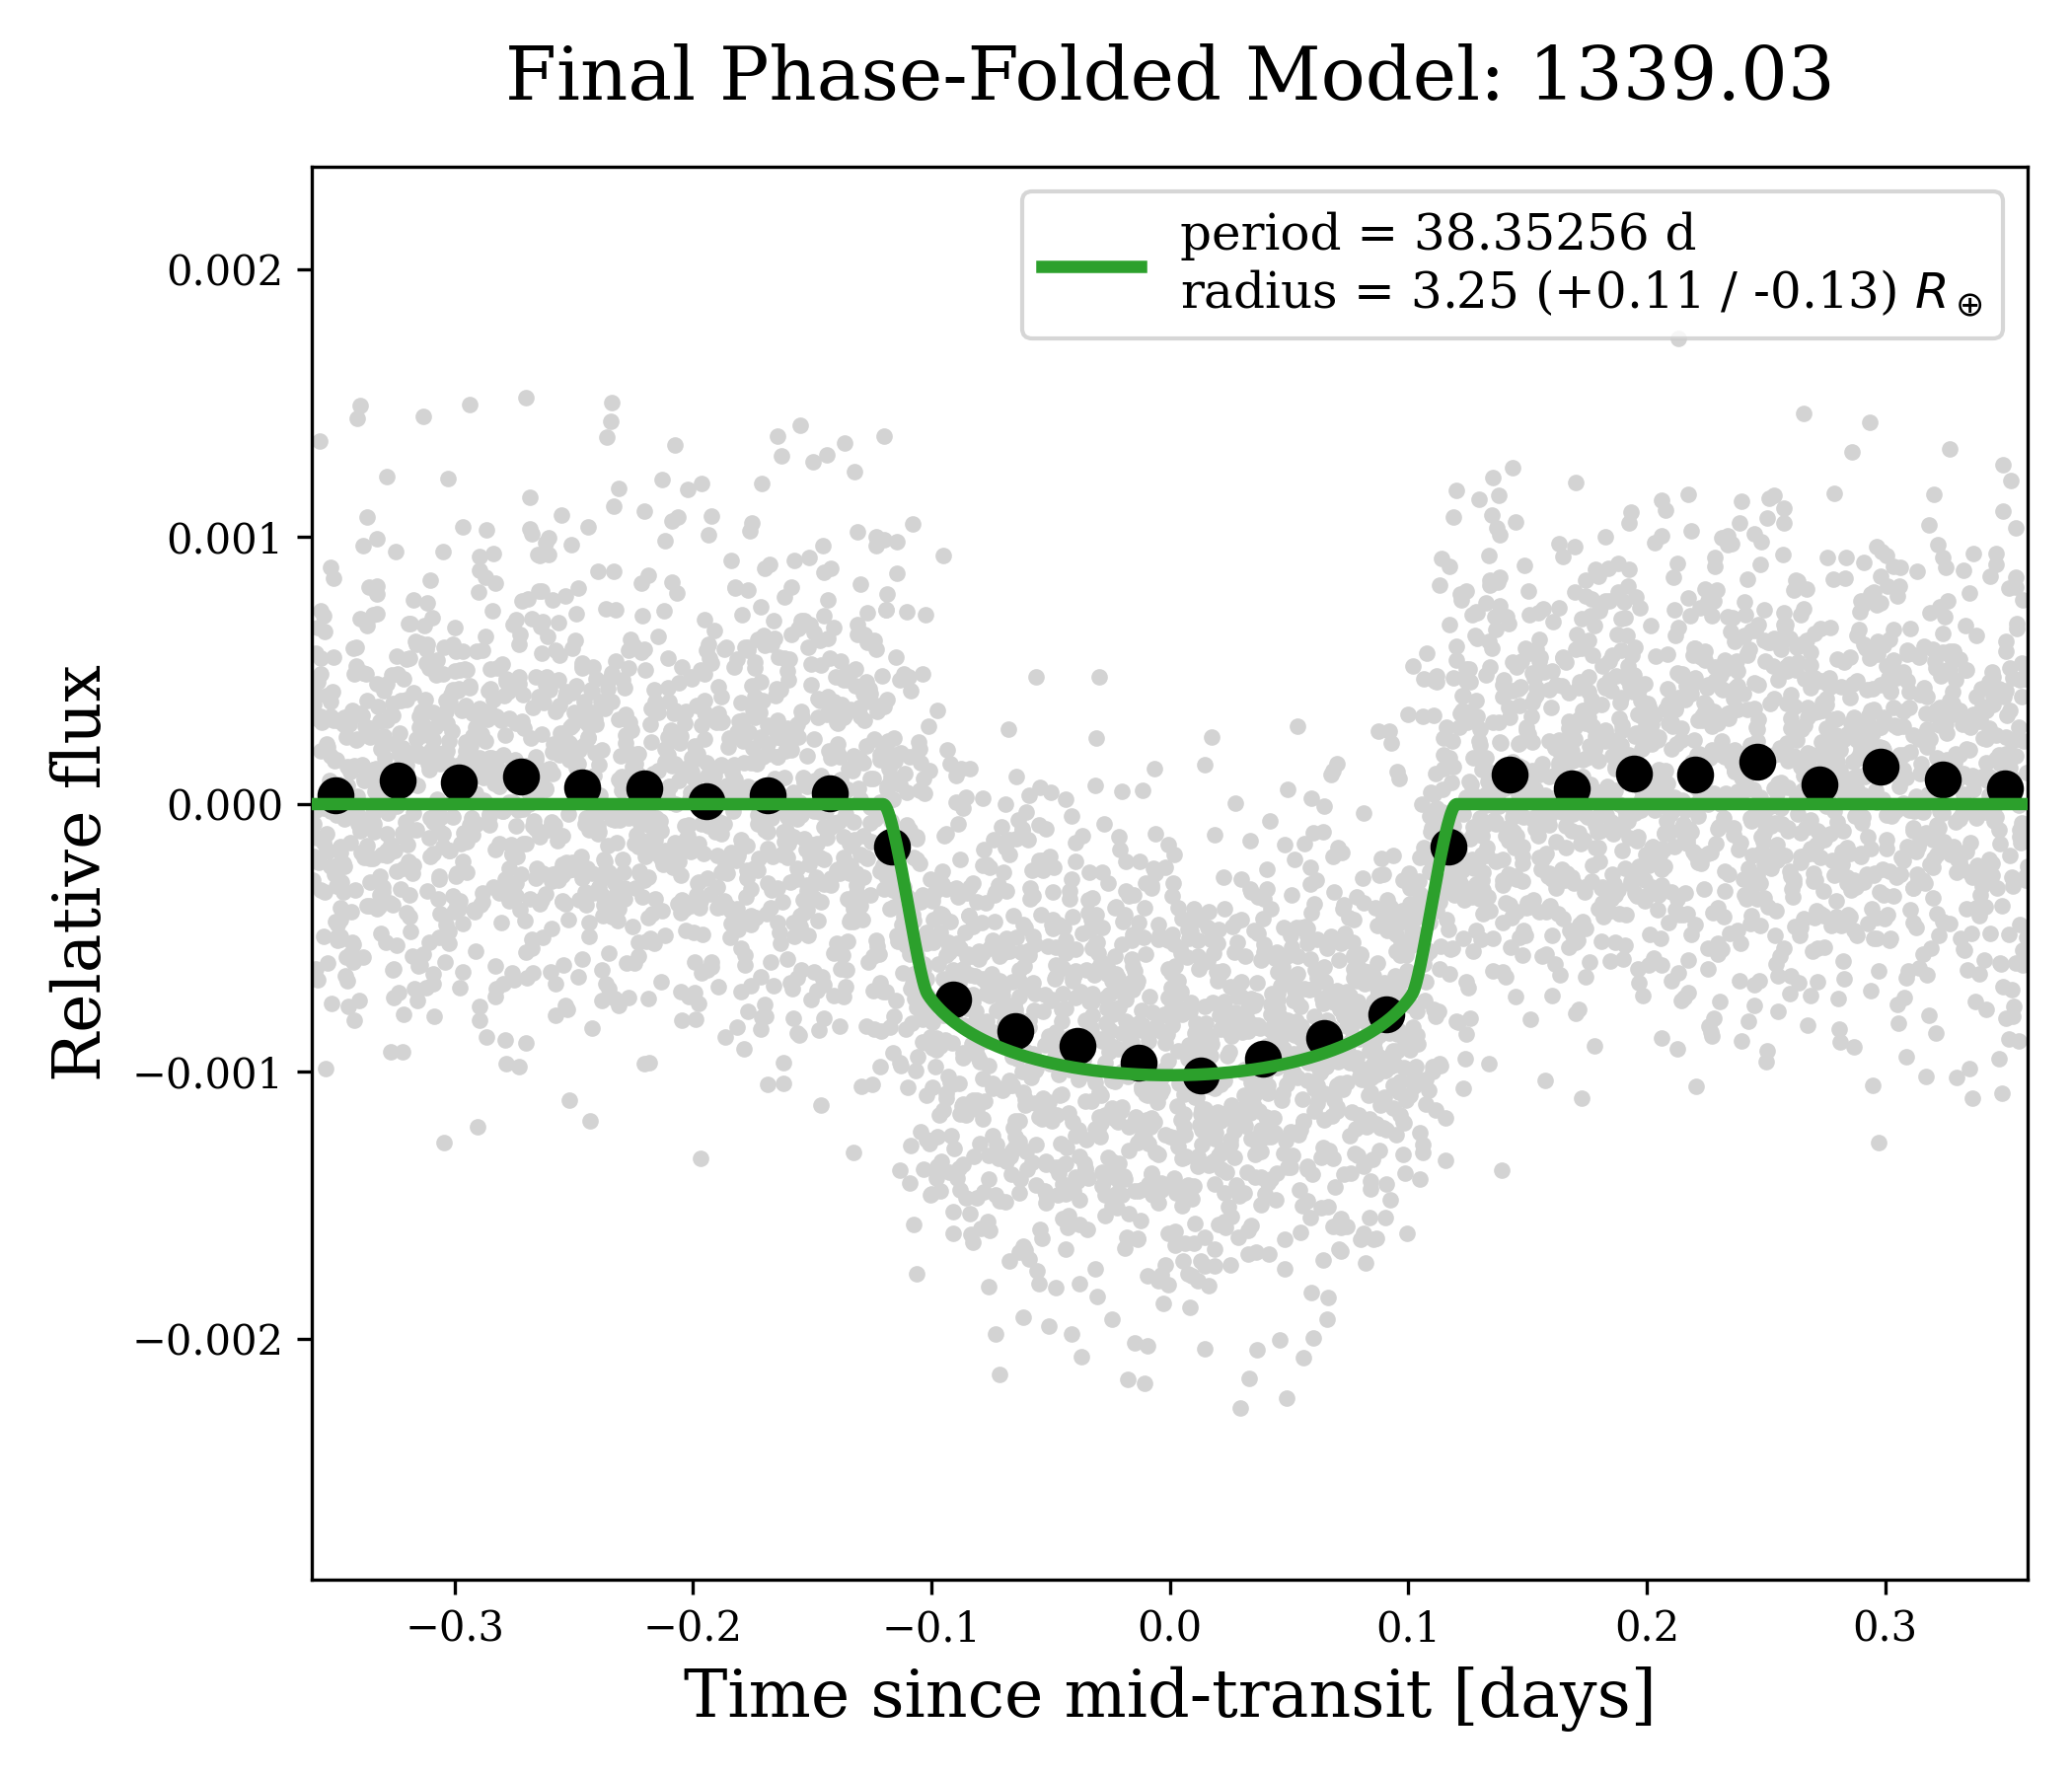 Final Phase-Folded Model: 1339.03
period = 38.35256 d
radius = 3.25 (+0.11 / -0.13) R⊕
0.002
0.001
0.000
−0.001
−0.002
Relative flux
−0.3
−0.2
−0.1
0.0
0.1
0.2
0.3
Time since mid-transit [days]